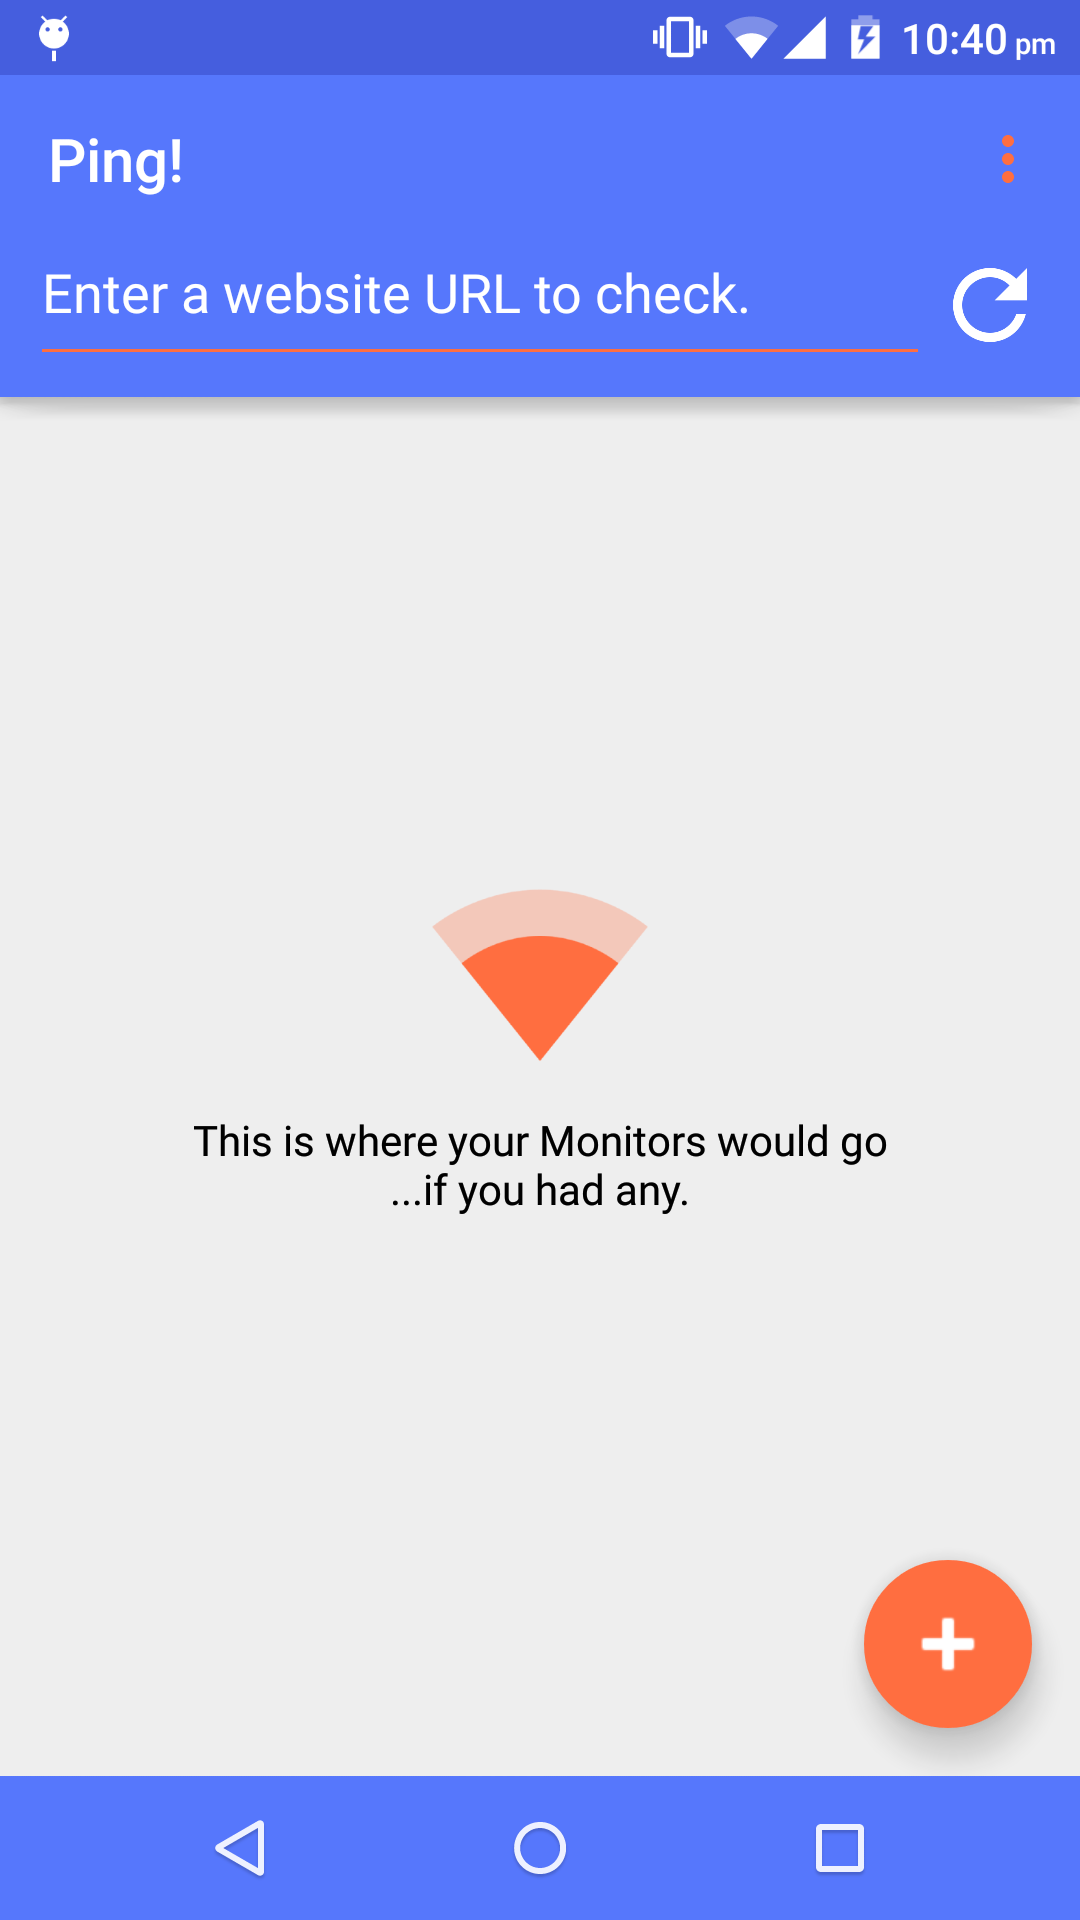 10:40 pm
Ping!
Enter a website URL to check.
This is where your Monitors would go
...if you had any.